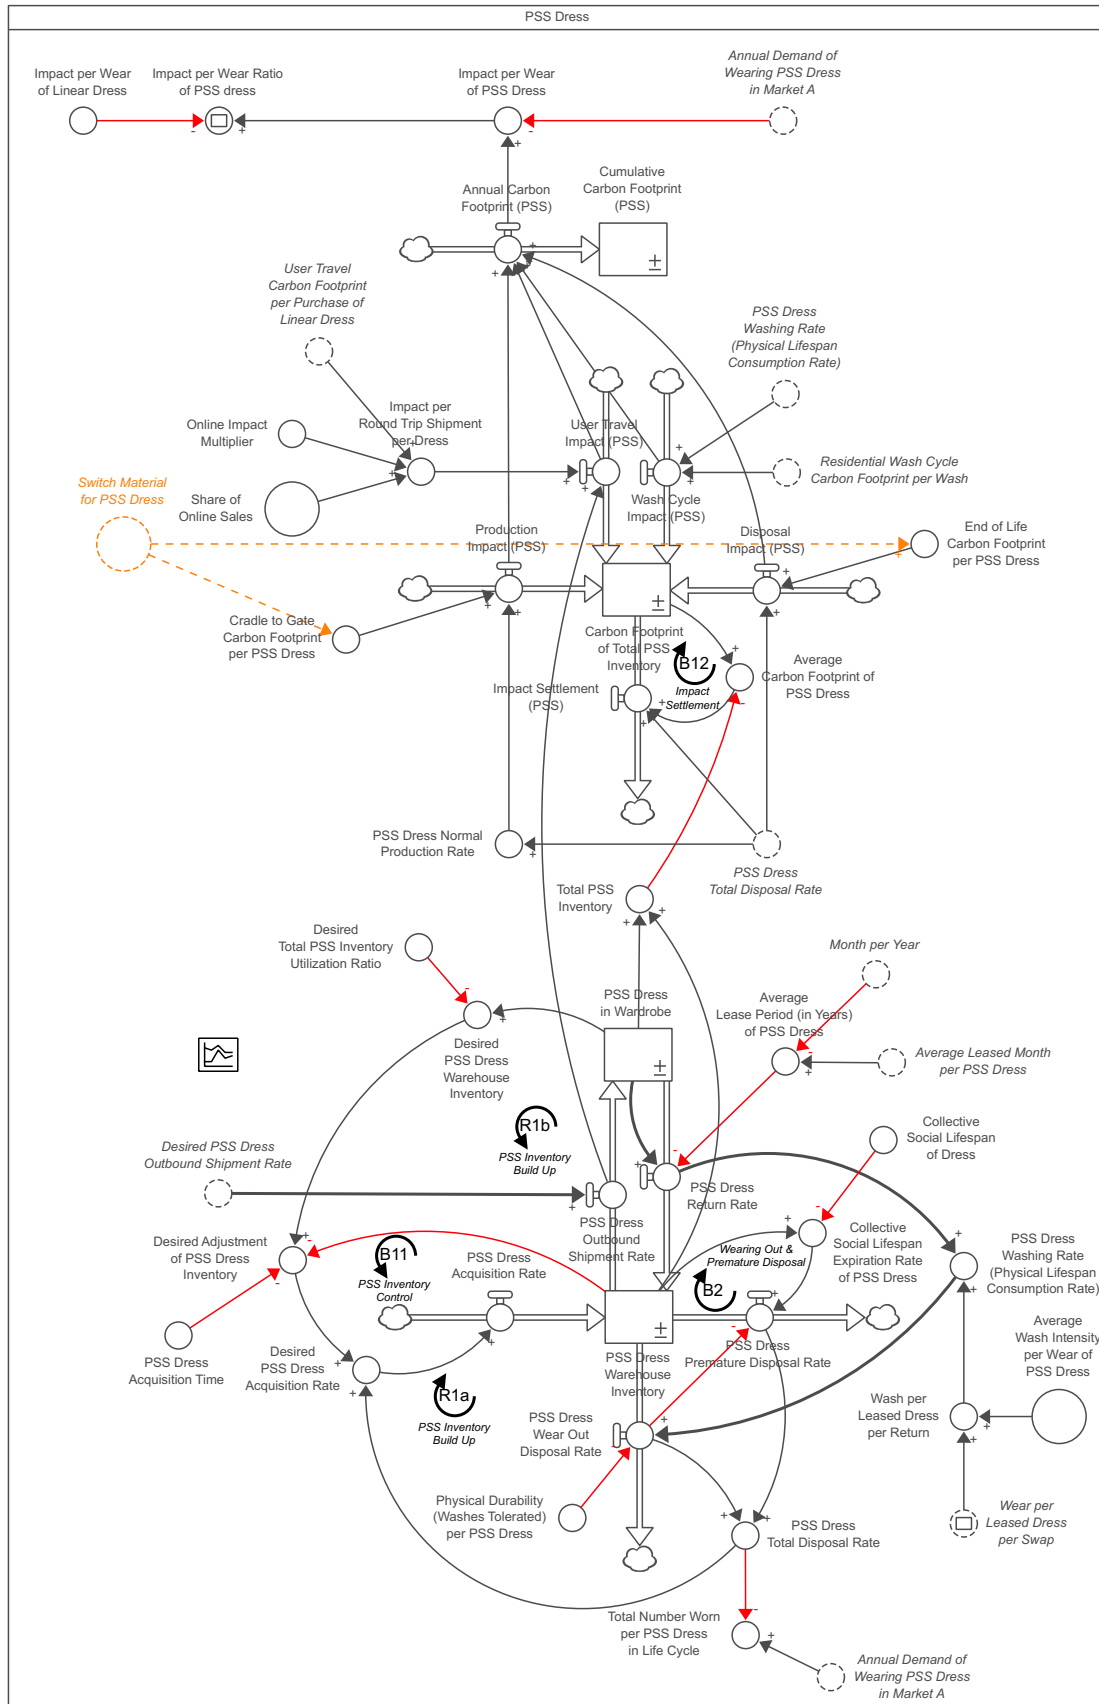 PSS Dress
Impact per Wear
of Linear Dress
Impact per Wear Ratio
of PSS dress
Impact per Wear
of PSS Dress
Annual Demand of
Wearing PSS Dress
in Market A
Annual Carbon
Footprint (PSS)
Cumulative
Carbon Footprint
(PSS)
User Travel
Carbon Footprint
per Purchase of
Linear Dress
PSS Dress
Washing Rate
(Physical Lifespan
Consumption Rate)
Online Impact
Multiplier
Impact per
Round Trip Shipment
per Dress
User Travel
Impact (PSS)
Residential Wash Cycle
Carbon Footprint per Wash
Switch Material
for PSS Dress
Share of
Online Sales
Wash Cycle
Impact (PSS)
Production
Impact (PSS)
Disposal
Impact (PSS)
End of Life
Carbon Footprint
per PSS Dress
Cradle to Gate
Carbon Footprint
per PSS Dress
Carbon Footprint
of Total PSS
Inventory
B12
Impact
Settlement
Average
Carbon Footprint of
PSS Dress
Impact Settlement
(PSS)
PSS Dress Normal
Production Rate
PSS Dress
Total Disposal Rate
Total PSS
Inventory
Desired
Total PSS Inventory
Utilization Ratio
Month per Year
PSS Dress
in Wardrobe
Average
Lease Period (in Years)
of PSS Dress
Desired
PSS Dress
Warehouse
Inventory
Average Leased Month
per PSS Dress
R1b
PSS Inventory
Build Up
Collective
Social Lifespan
of Dress
Desired PSS Dress
Outbound Shipment Rate
PSS Dress
Return Rate
PSS Dress
Outbound
Shipment Rate
Desired Adjustment
of PSS Dress
Inventory
B11
PSS Inventory
Control
PSS Dress
Acquisition Rate
Wearing Out &
Premature Disposal
B2
Collective
Social Lifespan
Expiration Rate
of PSS Dress
PSS Dress
Washing Rate
(Physical Lifespan
Consumption Rate)
PSS Dress
Acquisition Time
Desired
PSS Dress
Acquisition Rate
PSS Dress
Warehouse
Inventory
PSS Dress
Premature Disposal Rate
Average
Wash Intensity
per Wear of
PSS Dress
R1a
PSS Inventory
Build Up
PSS Dress
Wear Out
Disposal Rate
Wash per
Leased Dress
per Return
Physical Durability
(Washes Tolerated)
per PSS Dress
PSS Dress
Total Disposal Rate
Wear per
Leased Dress
per Swap
Total Number Worn
per PSS Dress
in Life Cycle
Annual Demand of
Wearing PSS Dress
in Market A